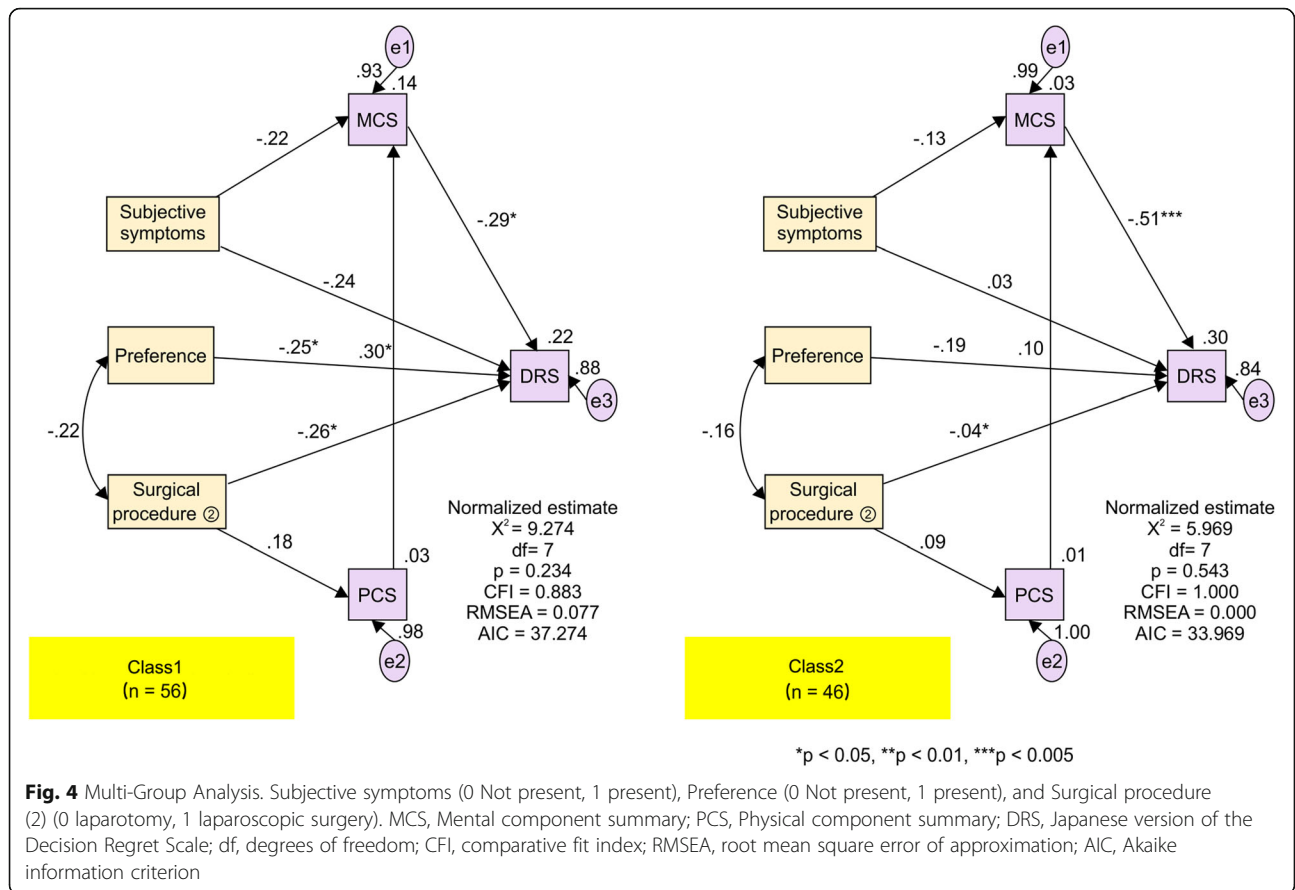 e1
.93
.14
MCS
-.22
Subjective
symptoms
-.29*
-.24
.22
Preference
-.25*
.30*
DRS
.88
e3
-.22
-.26*
Surgical
procedure ②
.18
.03
PCS
.98
e2
Normalized estimate
X² = 9.274
df= 7
p = 0.234
CFI = 0.883
RMSEA = 0.077
AIC = 37.274
Class1
(n = 56)
e1
.99
.03
MCS
-.13
Subjective
symptoms
-.51***
.03
.30
Preference
-.19
.10
DRS
.84
e3
-.16
-.04*
Surgical
procedure ②
.09
.01
PCS
1.00
e2
Normalized estimate
X² = 5.969
df= 7
p = 0.543
CFI = 1.000
RMSEA = 0.000
AIC = 33.969
Class2
(n = 46)
*p < 0.05, **p < 0.01, ***p < 0.005
Fig. 4 Multi-Group Analysis. Subjective symptoms (0 Not present, 1 present), Preference (0 Not present, 1 present), and Surgical procedure
(2) (0 laparotomy, 1 laparoscopic surgery). MCS, Mental component summary; PCS, Physical component summary; DRS, Japanese version of the
Decision Regret Scale; df, degrees of freedom; CFI, comparative fit index; RMSEA, root mean square error of approximation; AIC, Akaike
information criterion